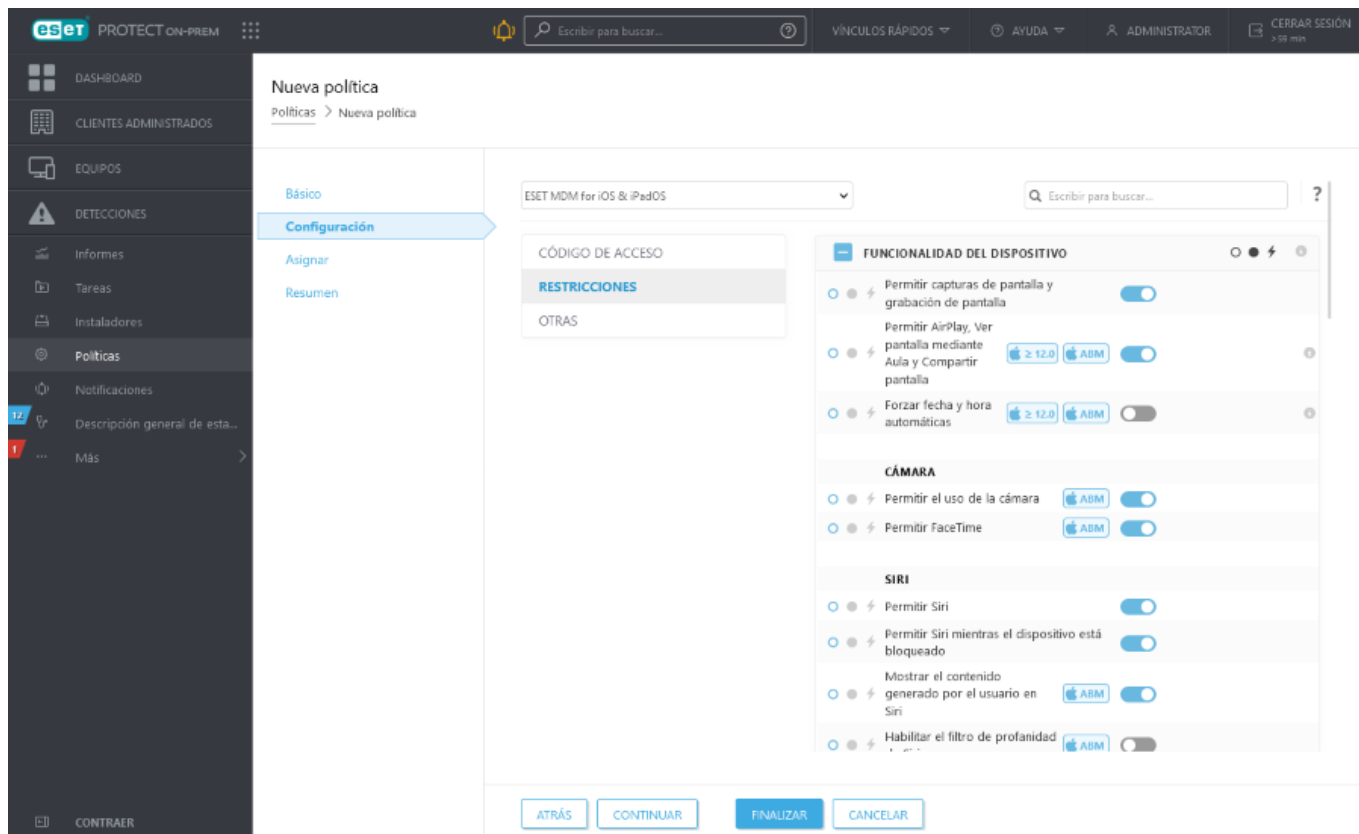 eset PROTECT ON-PREM
Escribir para buscar...
VÍNCULOS RÁPIDOS
AYUDA
ADMINISTRATOR
CERRAR SESIÓN
> 59 min
DASHBOARD
CLIENTES ADMINISTRADOS
EQUIPOS
DETECCIONES
Informes
Tareas
Instaladores
Políticas
Notificaciones
12
Descripción general de esta...
1
Más
CONTRAER
Nueva política
Políticas > Nueva política
Básico
Configuración
Asignar
Resumen
ESET MDM for iOS & iPadOS
Escribir para buscar...
?
CÓDIGO DE ACCESO
RESTRICCIONES
OTRAS
FUNCIONALIDAD DEL DISPOSITIVO
Permitir capturas de pantalla y
grabación de pantalla
Permitir AirPlay, Ver
pantalla mediante
Aula y Compartir
pantalla
≥ 12.0 ABM
Forzar fecha y hora
automáticas
≥ 12.0 ABM
CÁMARA
Permitir el uso de la cámara ABM
Permitir FaceTime ABM
SIRI
Permitir Siri
Permitir Siri mientras el dispositivo está
bloqueado
Mostrar el contenido
generado por el usuario en
Siri
ABM
Habilitar el filtro de profanidad
ABM
ATRÁS
CONTINUAR
FINALIZAR
CANCELAR